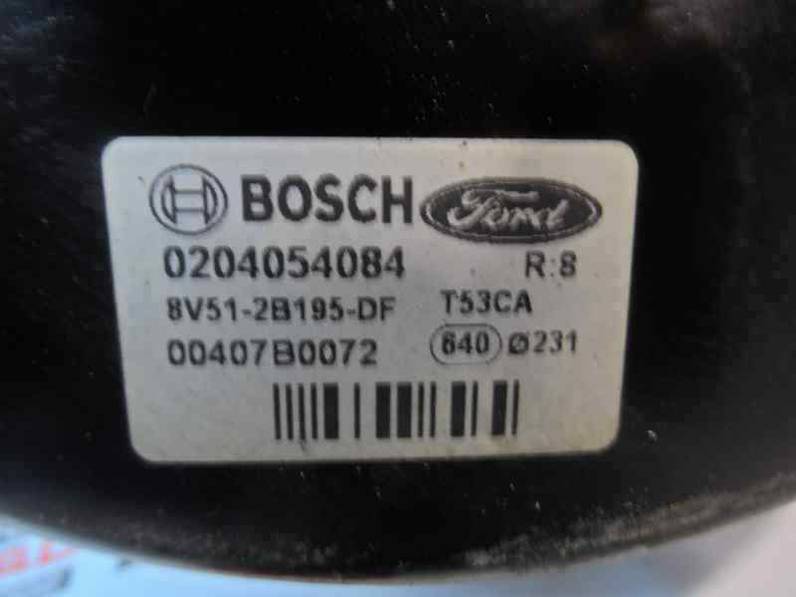 BOSCH Ford
0204054084 R:8
8V51-2B195-DF T53CA
00407B0072 640 Ø231